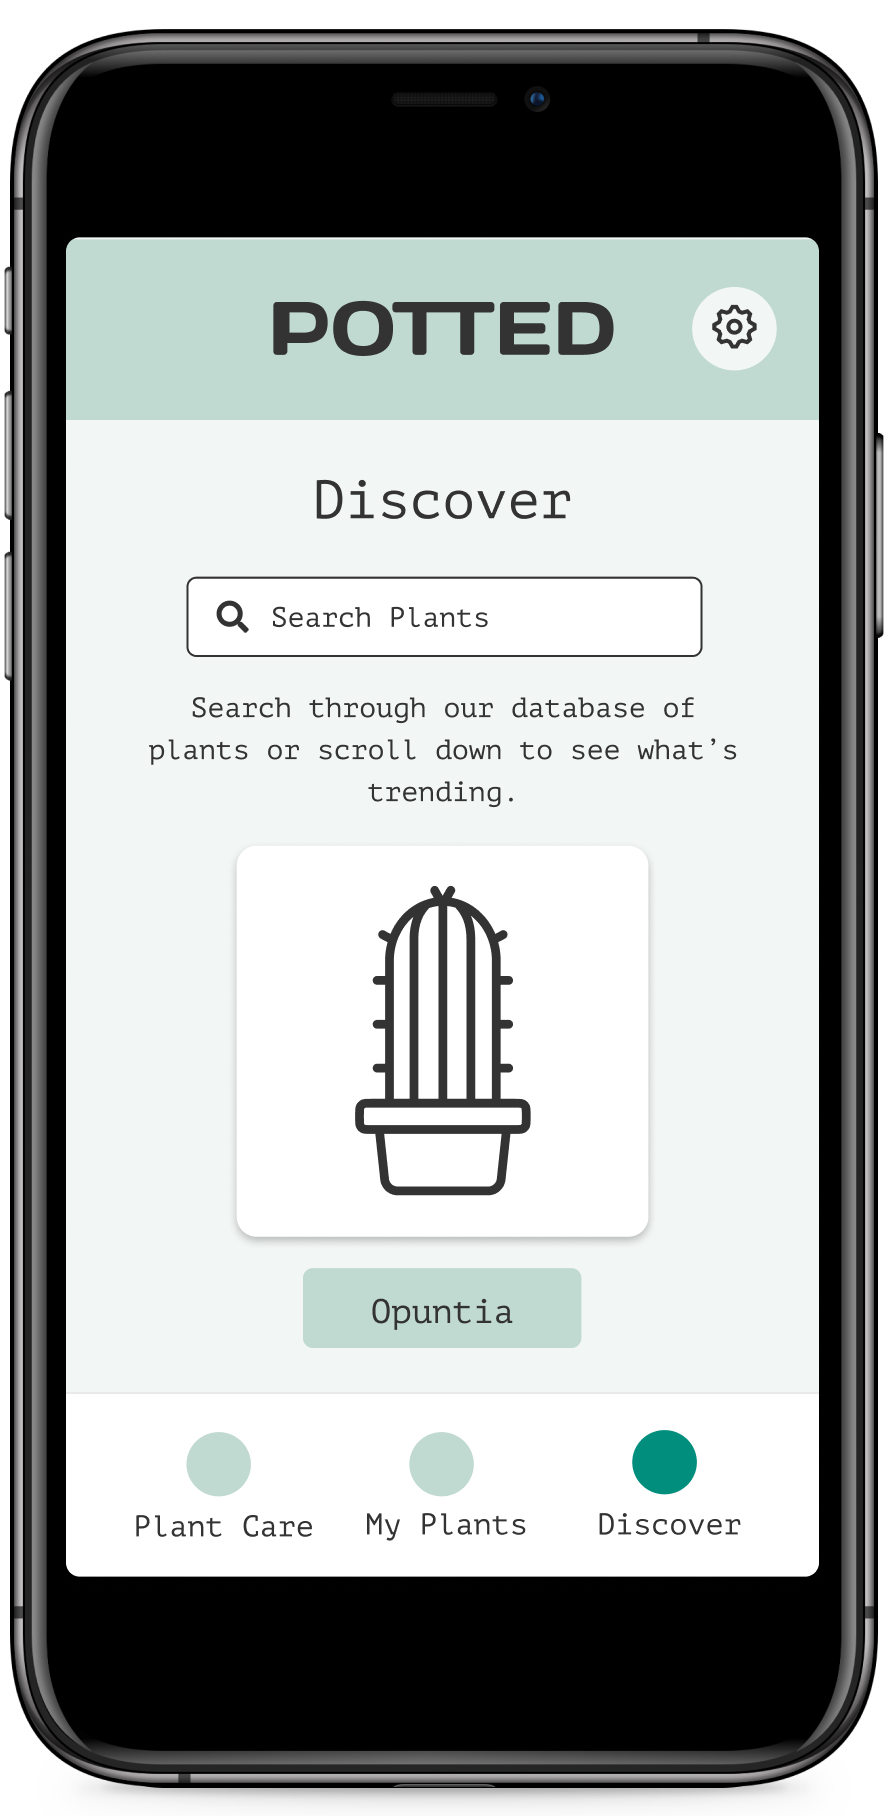 POTTED
Discover
Search Plants
Search through our database of
plants or scroll down to see what’s
trending.
Opuntia
Plant Care
My Plants
Discover